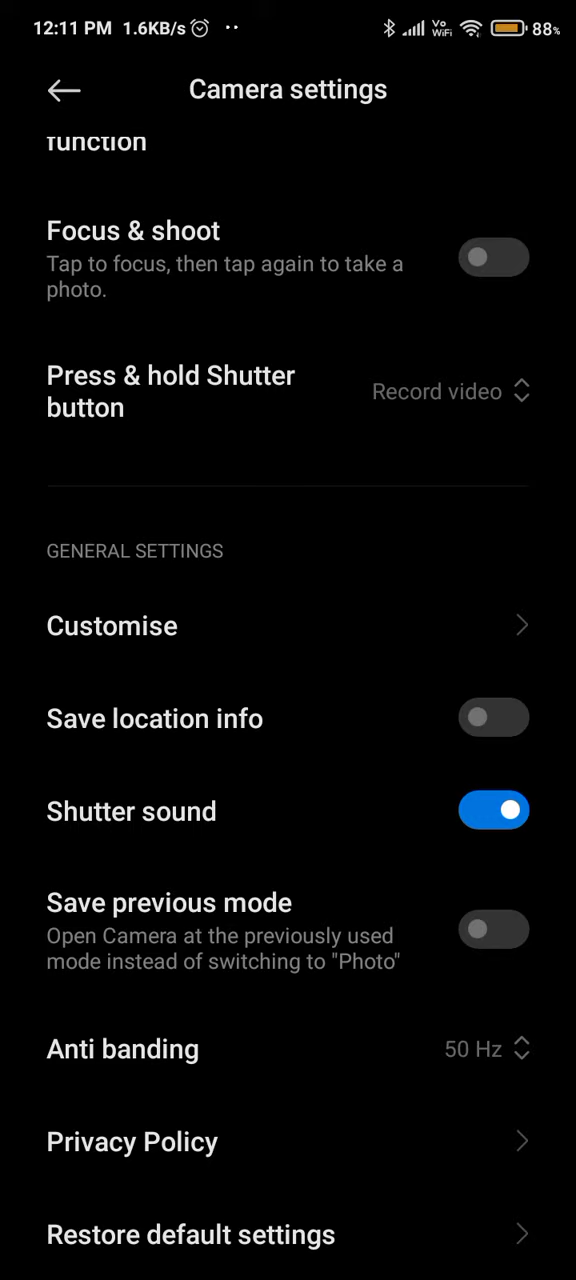 12:11 PM 1.6KB/s Vo WiFi 88%
Camera settings
function
Focus & shoot
Tap to focus, then tap again to take a
photo.
Press & hold Shutter
button
Record video
GENERAL SETTINGS
Customise
Save location info
Shutter sound
Save previous mode
Open Camera at the previously used
mode instead of switching to "Photo"
Anti banding
50 Hz
Privacy Policy
Restore default settings